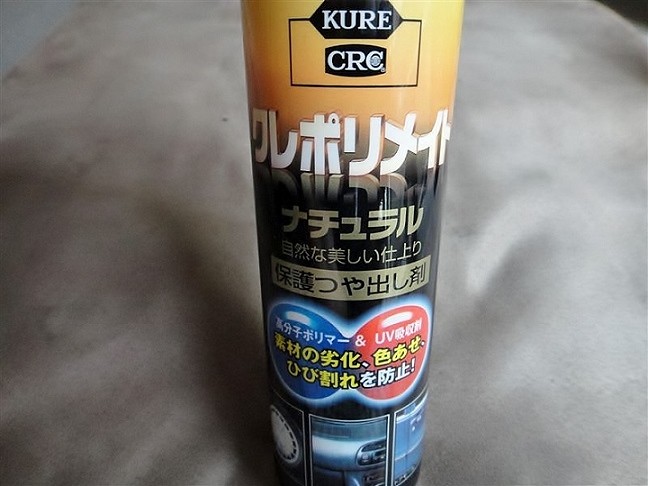 KURE
CRC
クレポリメイト
ナチュラル
自然な美しい仕上り
保護つや出し剤
高分子ポリマー & UV吸収剤
素材の劣化、色あせ、
ひび割れを防止!